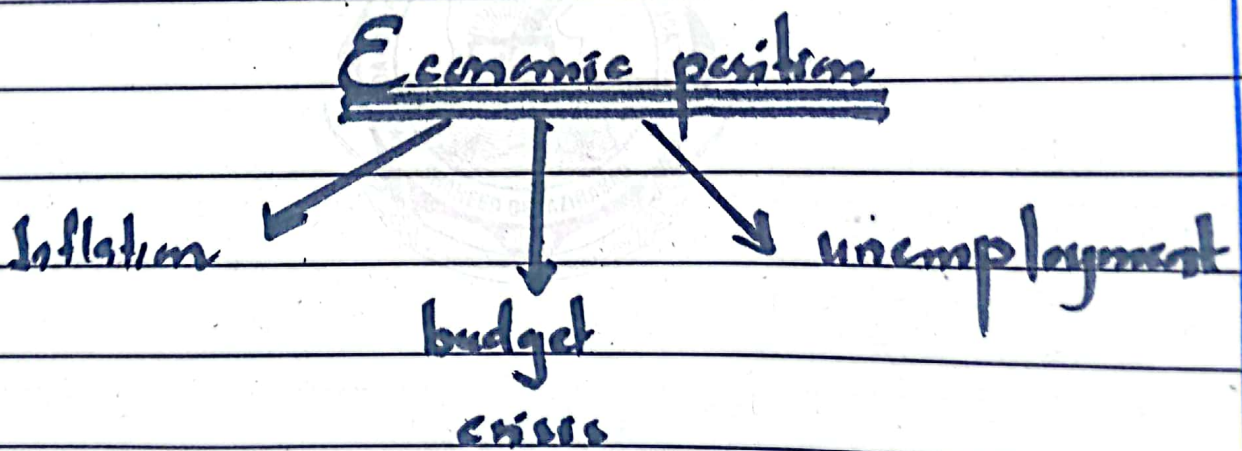 Economic position
Inflation
unemployment
budget
crisis